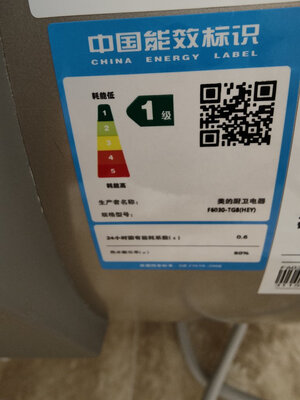 中国能效标识
CHINA ENERGY LABEL
耗能低
1
2
3
4
5
耗能高
1级
生产者名称:
美的厨卫电器
规格型号:
F6030-TGB(HEY)
24小时固有能耗系数(ε)
0.6
热水输出率(μ)
80%